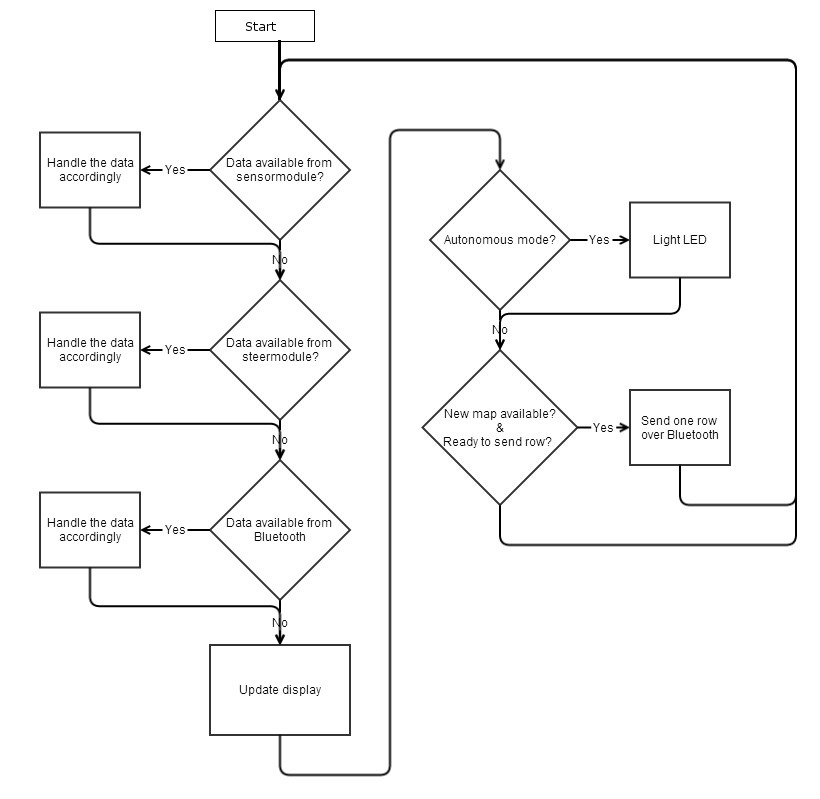 Start
Data available from
sensormodule?
Yes
Handle the data
accordingly
No
Data available from
steermodule?
Yes
Handle the data
accordingly
No
Data available from
Bluetooth
Yes
Handle the data
accordingly
No
Update display
Autonomous mode?
Yes
Light LED
No
New map available?
&
Ready to send row?
Yes
Send one row
over Bluetooth